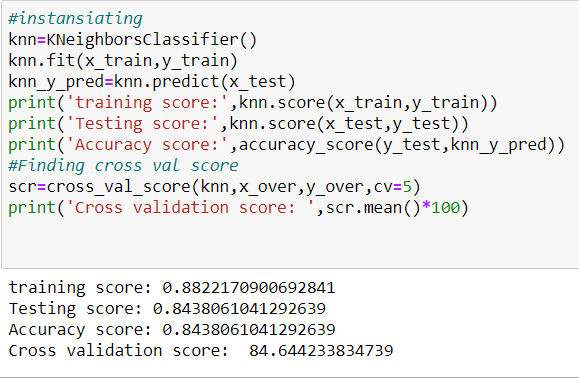 #instansiating
knn=KNeighborsClassifier()
knn.fit(x_train,y_train)
knn_y_pred=knn.predict(x_test)
print('training score:',knn.score(x_train,y_train))
print('Testing score:',knn.score(x_test,y_test))
print('Accuracy score:',accuracy_score(y_test,knn_y_pred))
#Finding cross val score
scr=cross_val_score(knn,x_over,y_over,cv=5)
print('Cross validation score: ',scr.mean()*100)
training score: 0.8822170900692841
Testing score: 0.8438061041292639
Accuracy score: 0.8438061041292639
Cross validation score:  84.644233834739